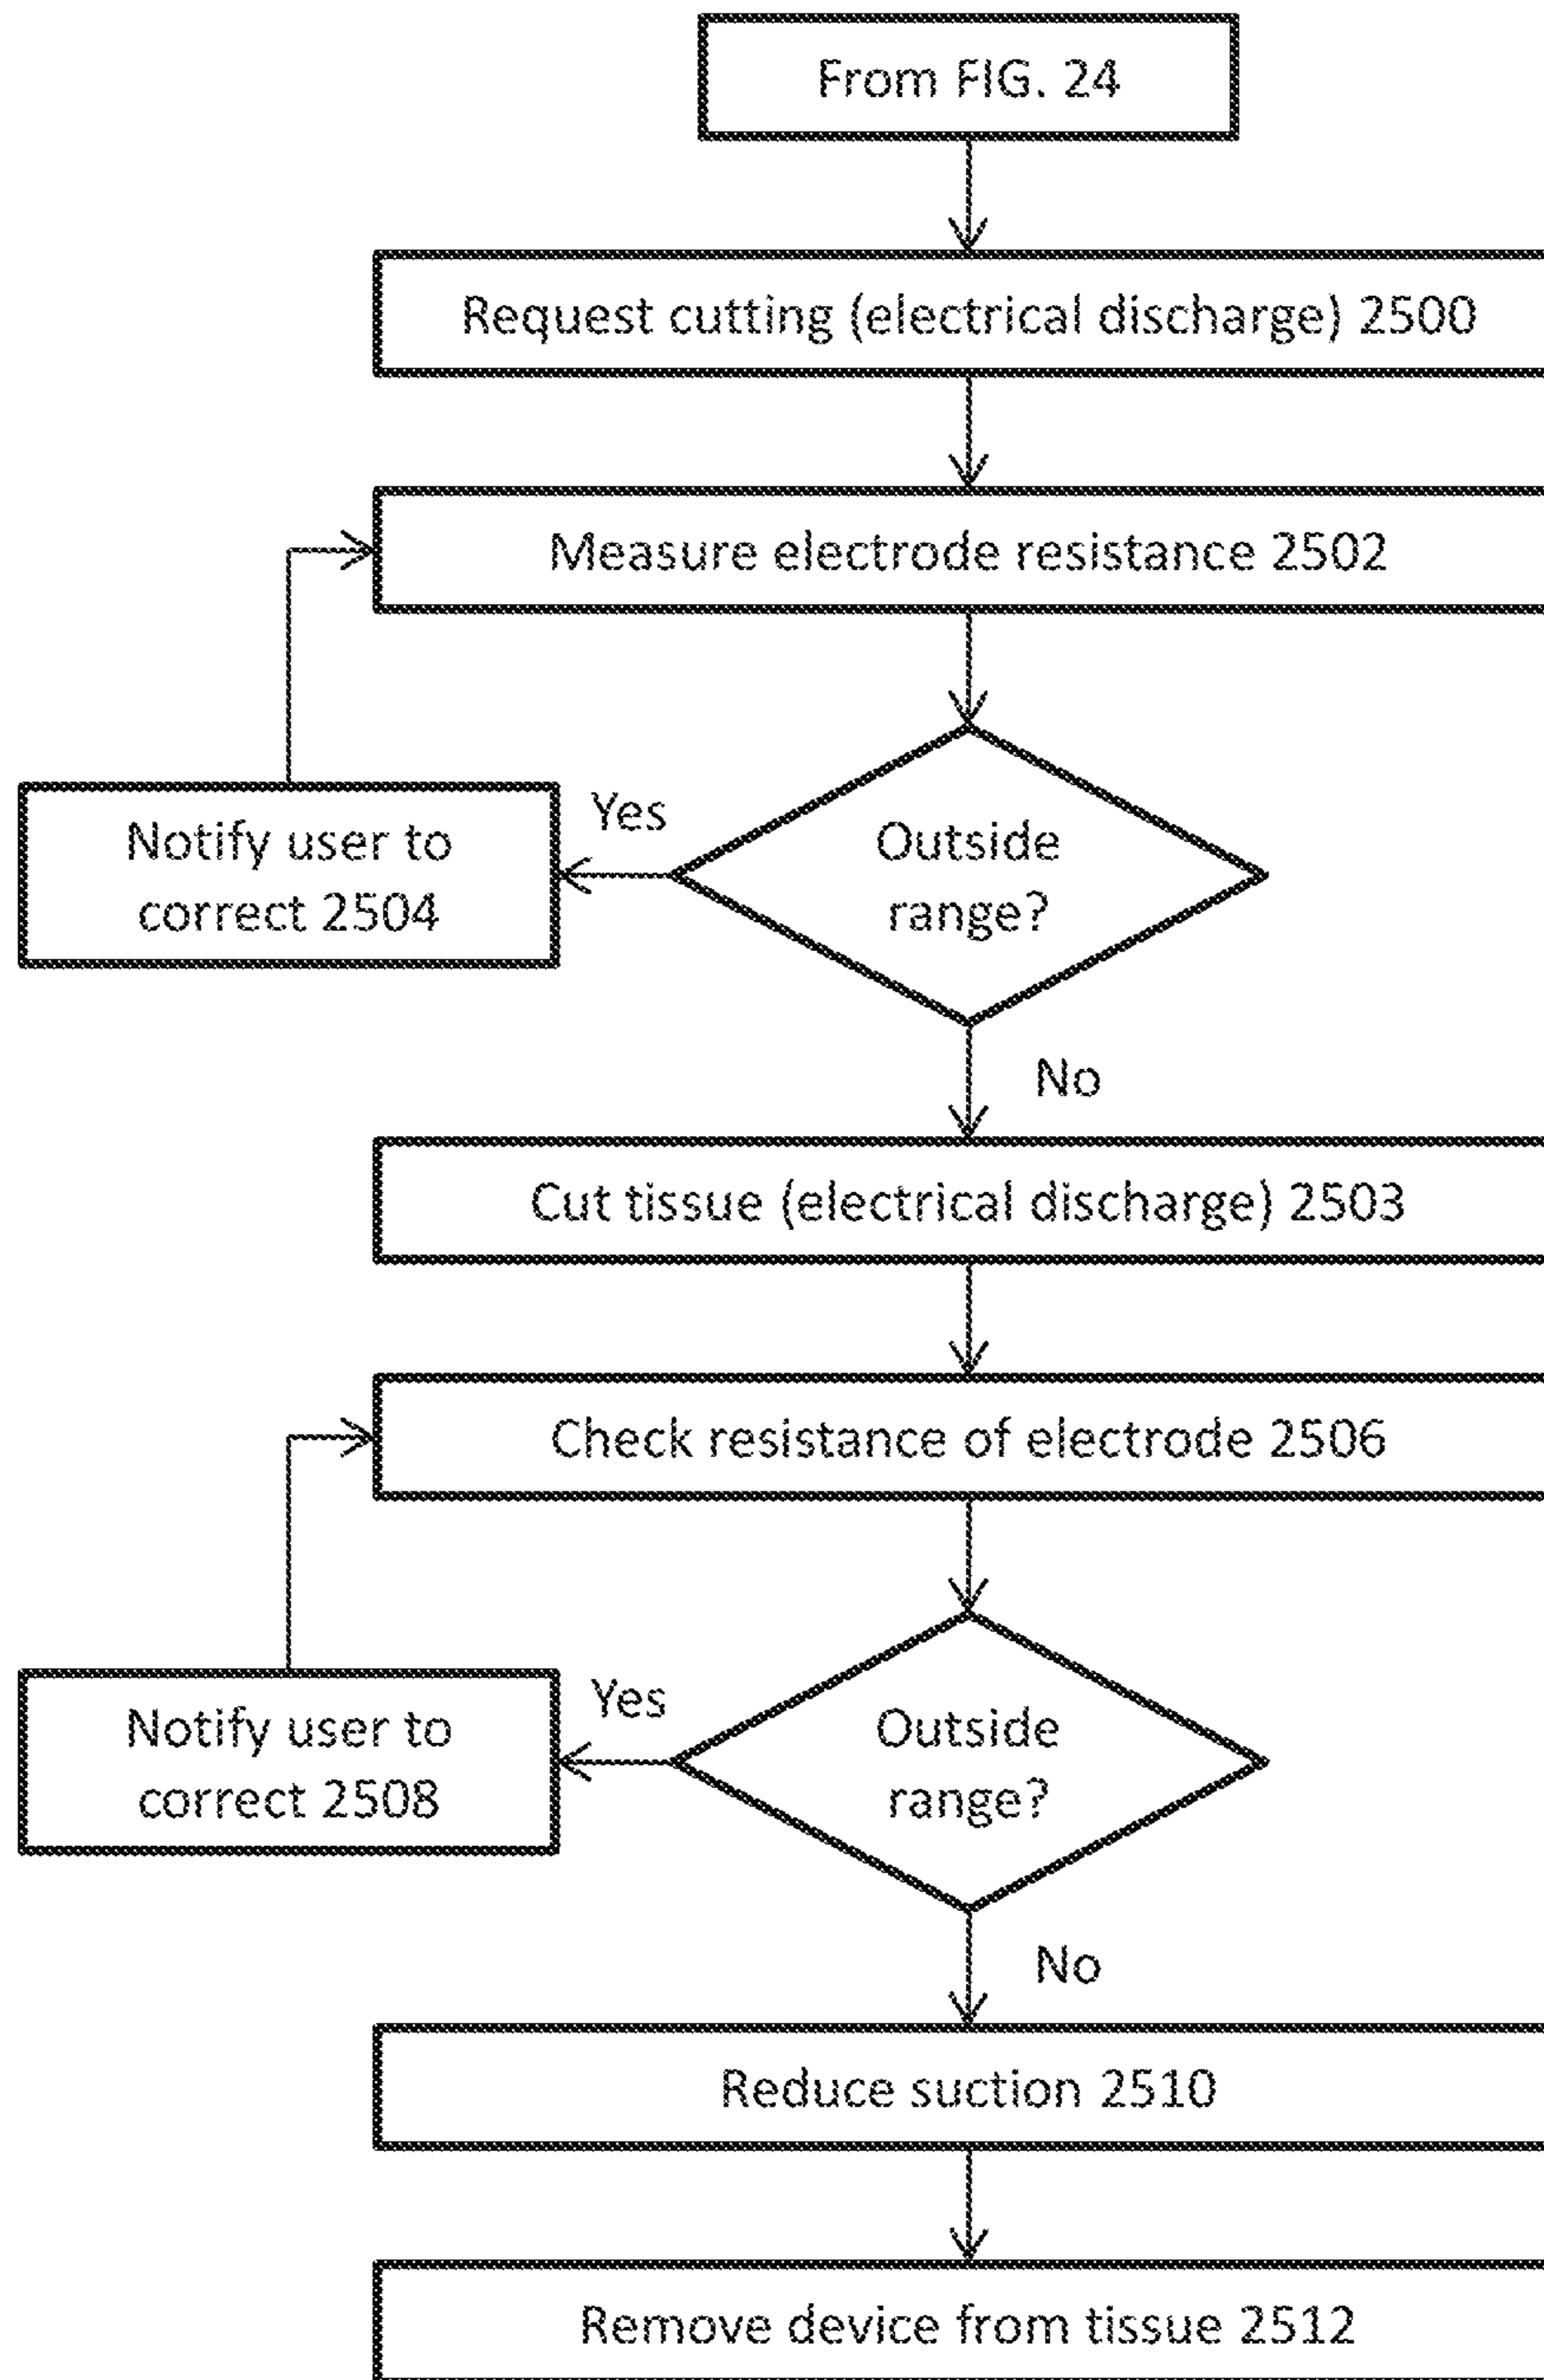 From FIG. 24
Request cutting (electrical discharge) 2500
Measure electrode resistance 2502
Yes
Notify user to
correct 2504
Outside
range?
No
Cut tissue (electrical discharge) 2503
Check resistance of electrode 2506
Yes
Notify user to
correct 2508
Outside
range?
No
Reduce suction 2510
Remove device from tissue 2512